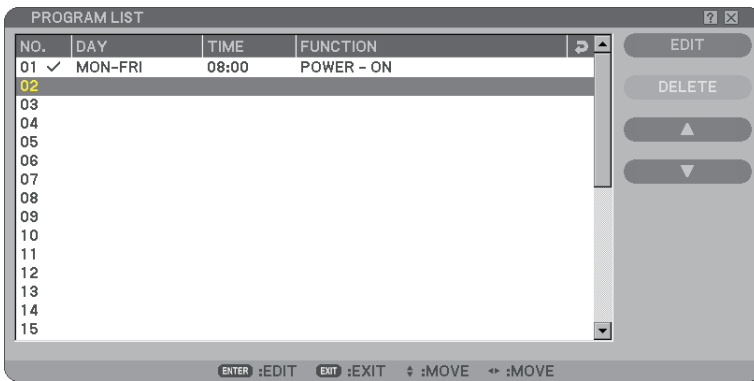 PROGRAM LIST
NO. DAY TIME FUNCTION
01 ✓ MON-FRI 08:00 POWER - ON
02
03
04
05
06
07
08
09
10
11
12
13
14
15
EDIT
DELETE
ENTER :EDIT EXIT :EXIT :MOVE :MOVE